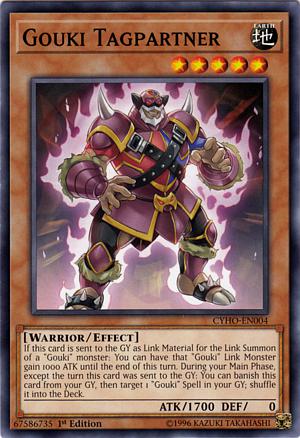 GOUKI TAGPARTNER
EARTH
地
CYHO-EN004
[WARRIOR/EFFECT]
If this card is sent to the GY as Link Material for the Link Summon
of a "Gouki" monster: You can have that "Gouki" Link Monster
gain 1000 ATK until the end of this turn. During your Main Phase,
except the turn this card was sent to the GY: You can banish this
card from your GY, then target 1 "Gouki" Spell in your GY; shuffle
it into the Deck.
ATK/1700 DEF/ 0
67586735 1st Edition ©1996 KAZUKI TAKAHASHI